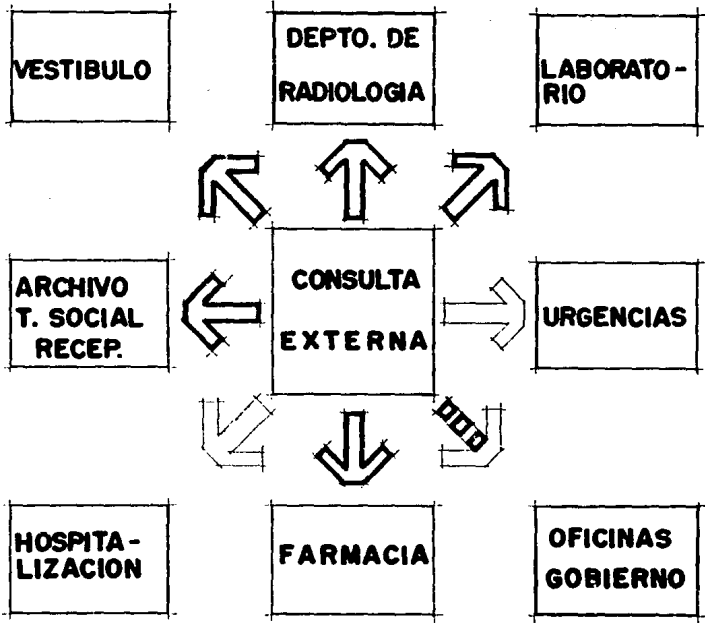 VESTIBULO
DEPTO. DE
RADIOLOGIA
LABORATO-
RIO
ARCHIVO
T. SOCIAL
RECEP.
CONSULTA
EXTERNA
URGENCIAS
HOSPITA-
LIZACION
FARMACIA
OFICINAS
GOBIERNO